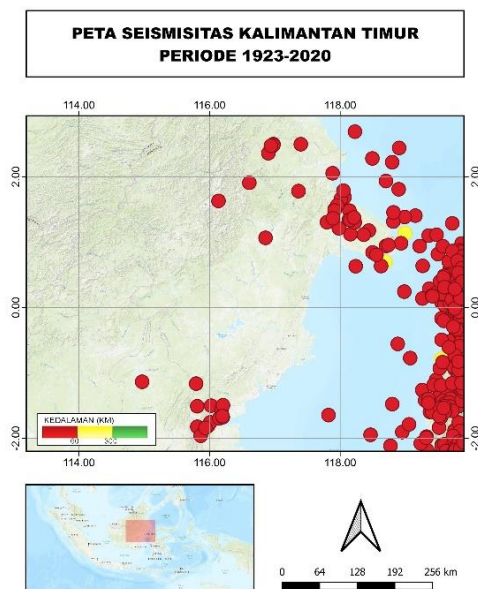 PETA SEISMISITAS KALIMANTAN TIMUR
PERIODE 1923-2020
114.00 116.00 118.00
2.00 2.00
0.00 0.00
KEDALAMAN (KM)
60 300
-2.00 -2.00
114.00 116.00 118.00
0 64 128 192 256 km